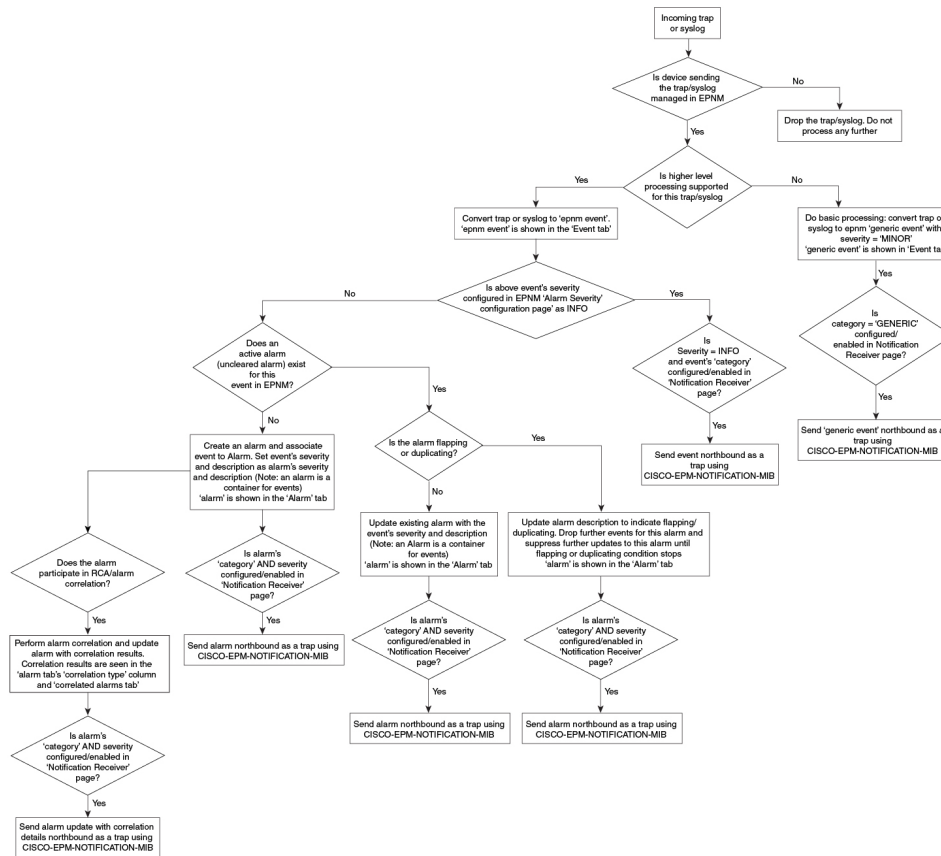 Incoming trap
or syslog
Is device sending
the trap/syslog
managed in EPNM
No
Drop the trap/syslog. Do not
process any further
Yes
Is higher level
processing supported
for this trap/syslog
Yes
No
Convert trap or syslog to 'epnm event'.
'epnm event' is shown in the 'Event tab'
Do basic processing: convert trap o
syslog to epnm 'generic event' with
severity = 'MINOR'
'generic event' is shown in 'Event ta
Is above event's severity
configured in EPNM 'Alarm Severity'
configuration page' as INFO
No
Yes
Yes
Does an
active alarm
(uncleared alarm) exist
for this
event in EPNM?
Is
Severity = INFO
and event's 'category'
configured/enabled in
'Notification Receiver'
page?
Is
category = 'GENERIC'
configured/
enabled in Notification
Receiver page?
Yes
No
Yes
Yes
Create an alarm and associate
event to Alarm. Set event's severity
and description as alarm's severity
and description (Note: an alarm is a
container for events)
'alarm' is shown in the 'Alarm' tab
Is the alarm flapping
or duplicating?
Yes
No
Send event northbound as a
trap using
CISCO-EPM-NOTIFICATION-MIB
Send 'generic event' northbound as a
trap using
CISCO-EPM-NOTIFICATION-MIB
Update existing alarm with the
event's severity and description
(Note: an Alarm is a container
for events)
'alarm' is shown in the 'Alarm' tab
Update alarm description to indicate flapping/
duplicating. Drop further events for this alarm and
suppress further updates to this alarm until
flapping or duplicating condition stops
'alarm' is shown in the 'Alarm' tab
Does the alarm
participate in RCA/alarm
correlation?
Is alarm's
'category' AND severity
configured/enabled in
'Notification Receiver'
page?
Yes
Yes
Is alarm's
'category' AND severity
configured/enabled in
'Notification Receiver'
page?
Is alarm's
'category' AND severity
configured/enabled in
'Notification Receiver'
page?
Perform alarm correlation and update
alarm with correlation results.
Correlation results are seen in the
'alarm tab's 'correlation type' column
and 'correlated alarms tab'
Send alarm northbound as a trap using
CISCO-EPM-NOTIFICATION-MIB
Yes
Yes
Send alarm northbound as a trap using
CISCO-EPM-NOTIFICATION-MIB
Send alarm northbound as a trap using
CISCO-EPM-NOTIFICATION-MIB
Is alarm's
'category' AND severity
configured/enabled in
'Notification Receiver'
page?
Yes
Send alarm update with correlation
details northbound as a trap using
CISCO-EPM-NOTIFICATION-MIB